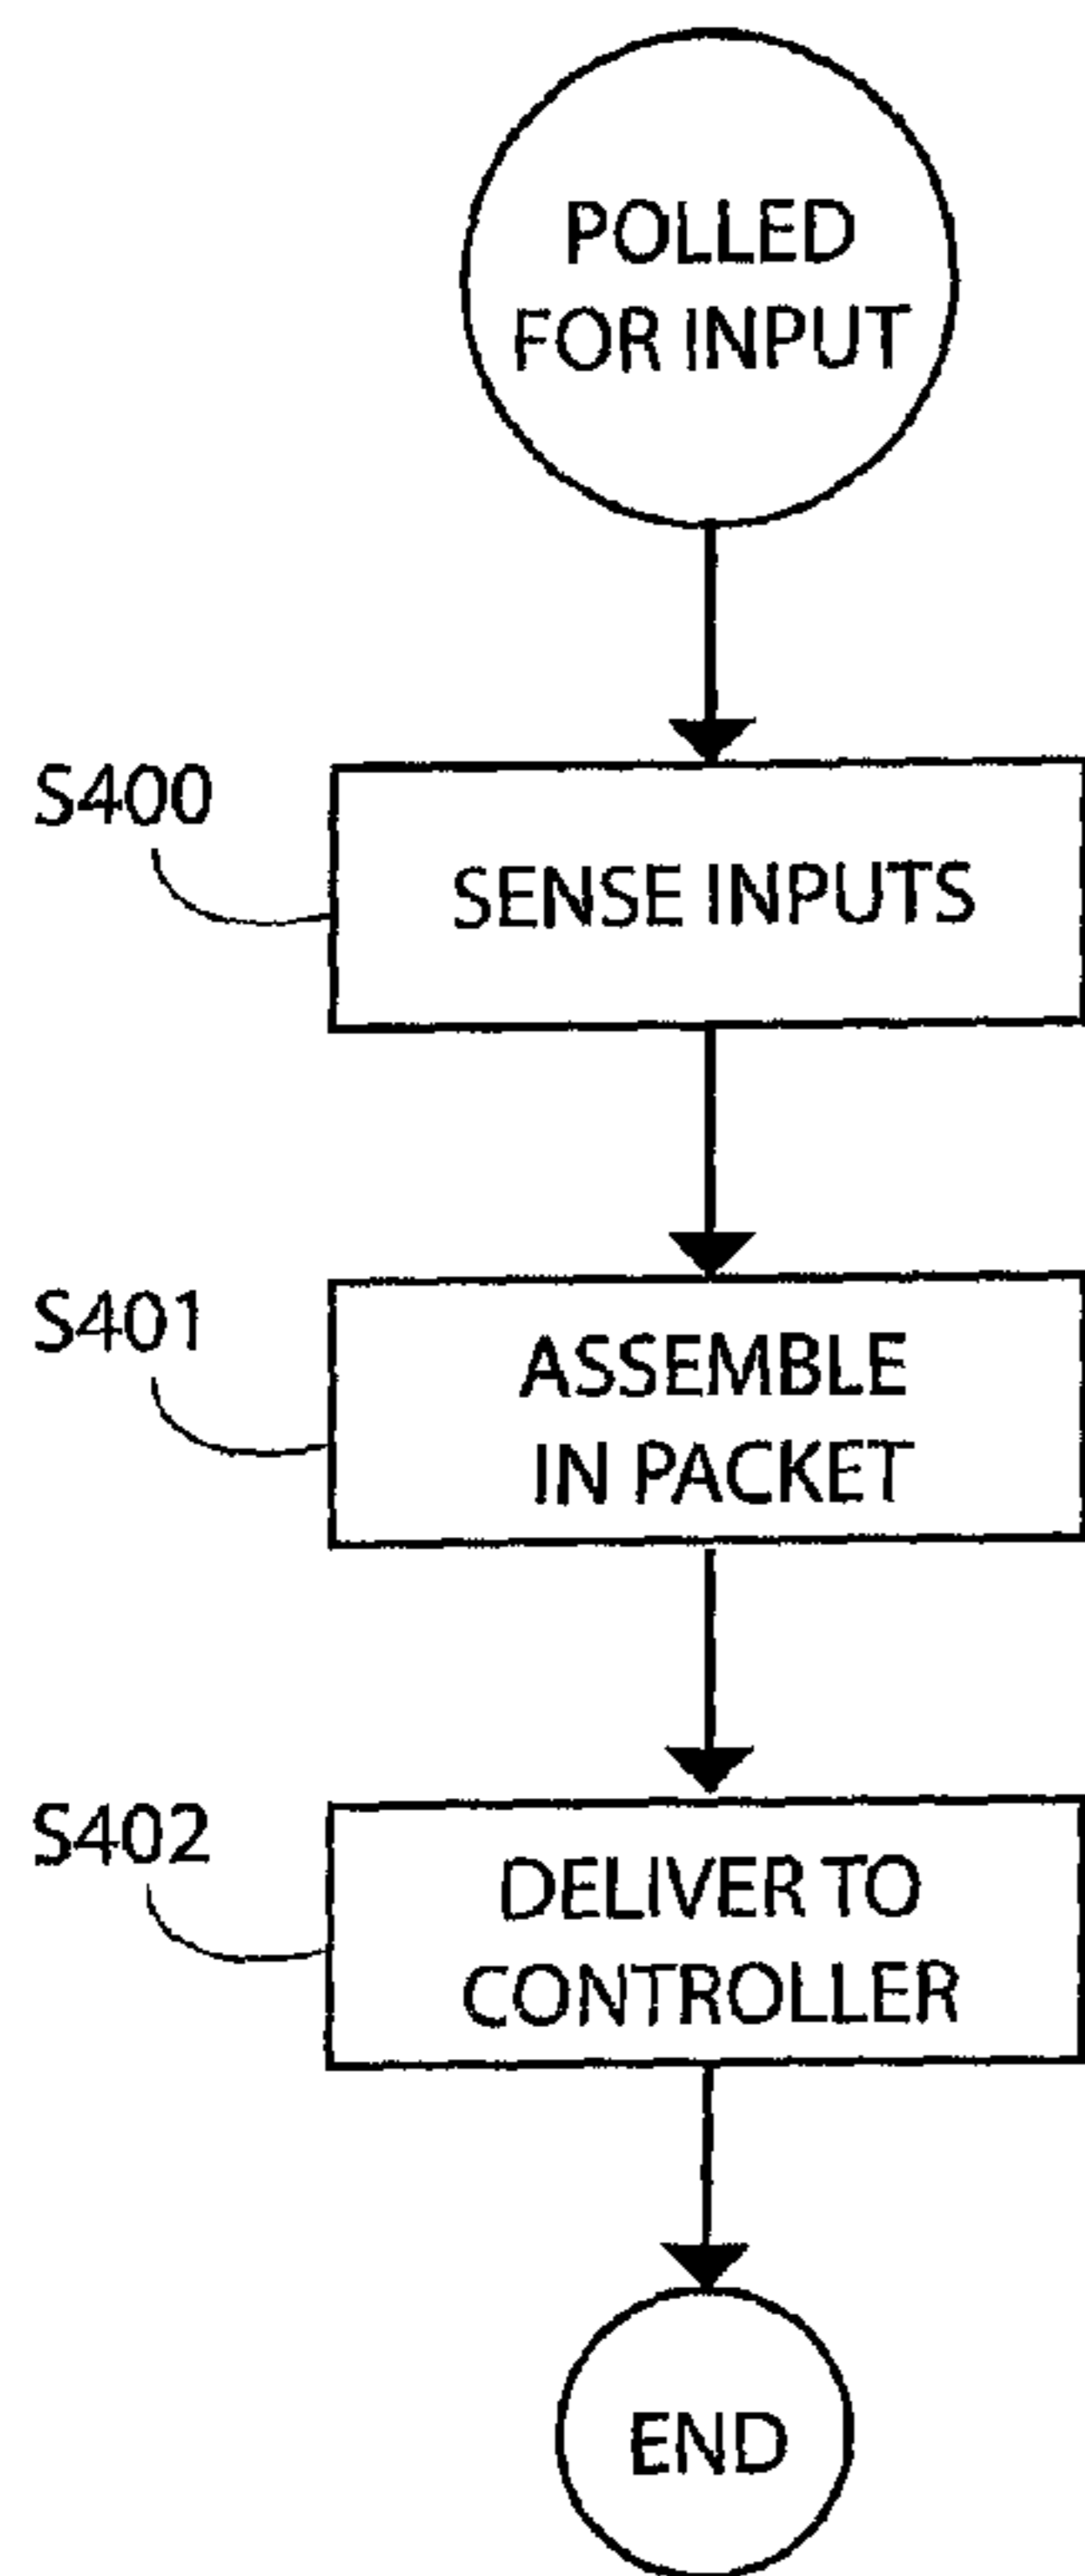 POLLED
FOR INPUT
S400
SENSE INPUTS
S401
ASSEMBLE
IN PACKET
S402
DELIVER TO
CONTROLLER
END